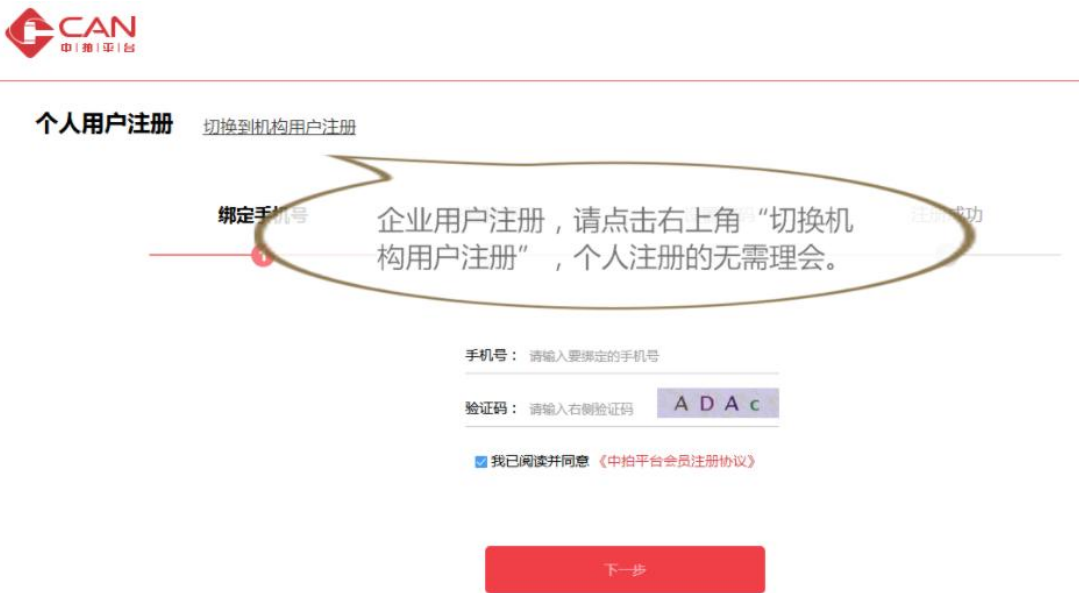 CAN
中|拍|平|台
个人用户注册 切换到机构用户注册
绑定手机号
注册成功
企业用户注册，请点击右上角“切换机
构用户注册”，个人注册的无需理会。
1
手机号： 请输入要绑定的手机号
验证码： 请输入右侧验证码 A D A c
我已阅读并同意《中拍平台会员注册协议》
下一步